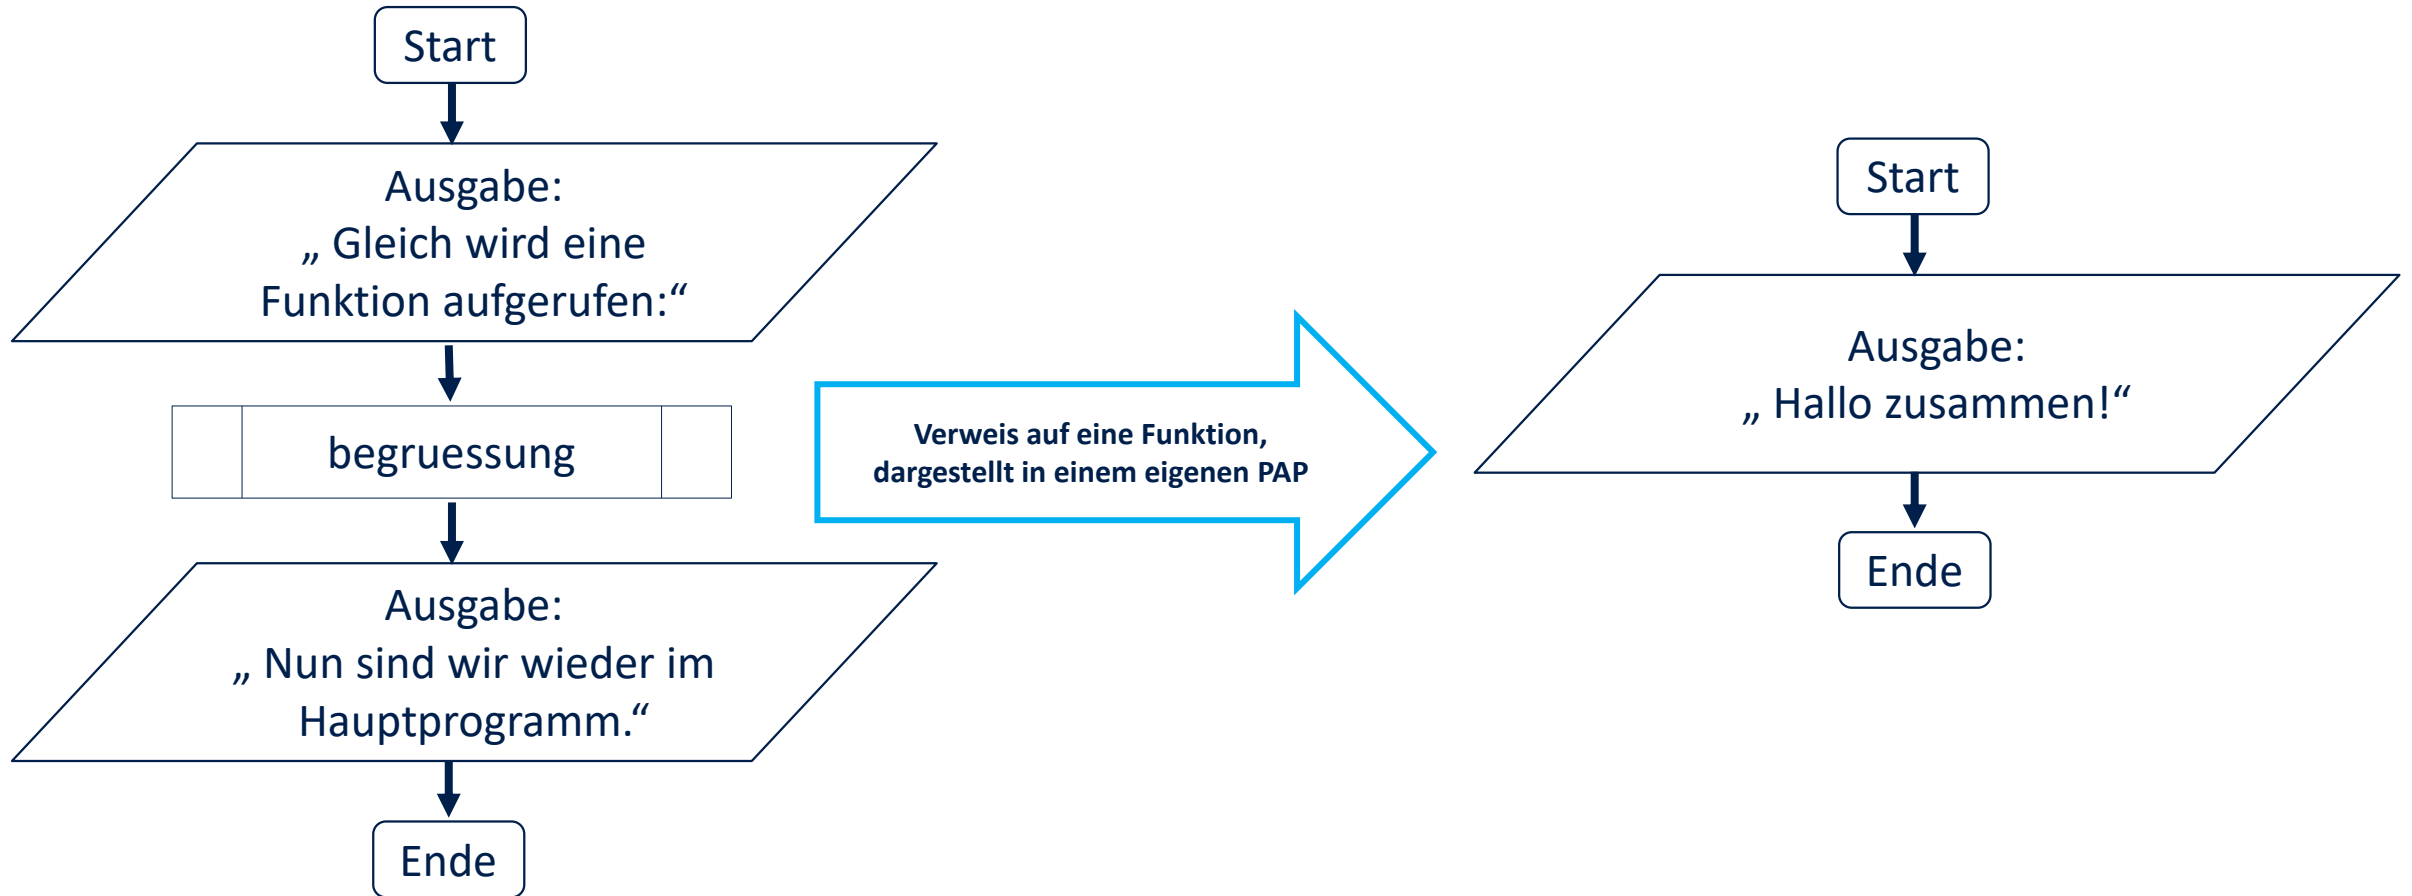 Start
Ausgabe:
„ Gleich wird eine
Funktion aufgerufen:“
begruessung
Ausgabe:
„ Nun sind wir wieder im
Hauptprogramm.“
Ende
Verweis auf eine Funktion,
dargestellt in einem eigenen PAP
Start
Ausgabe:
„ Hallo zusammen!“
Ende